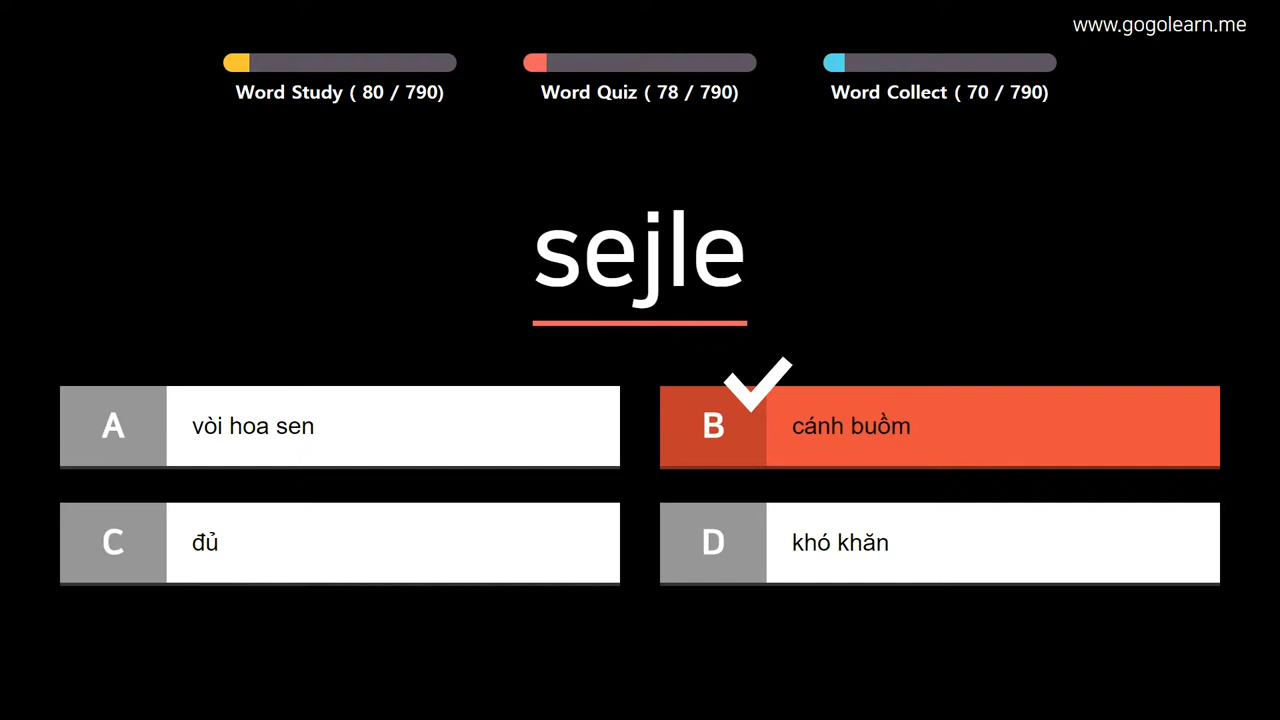 www.gogolearn.me
Word Study ( 80 / 790)
Word Quiz ( 78 / 790)
Word Collect ( 70 / 790)
sejle
A vòi hoa sen
B cánh buồm
C đủ
D khó khăn